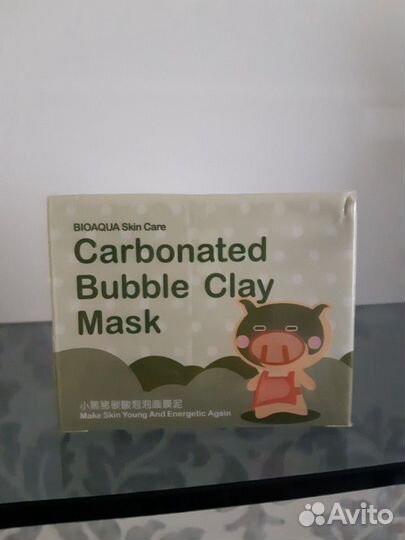 BIOAQUA Skin Care
Carbonated
Bubble Clay
Mask
小黑猪碳酸泡泡面膜泥
Make Skin Young And Energetic Again
Avito